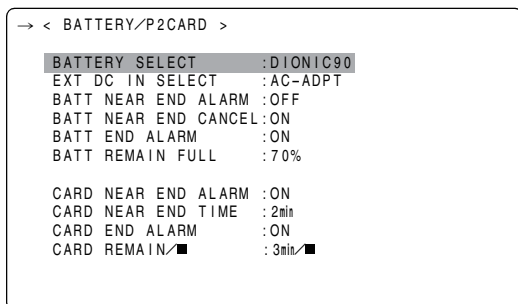 → < BATTERY/P2CARD >
BATTERY SELECT :DIONIC90
EXT DC IN SELECT :AC-ADPT
BATT NEAR END ALARM :OFF
BATT NEAR END CANCEL:ON
BATT END ALARM :ON
BATT REMAIN FULL :70%
CARD NEAR END ALARM :ON
CARD NEAR END TIME :2min
CARD END ALARM :ON
CARD REMAIN/■ :3min/■